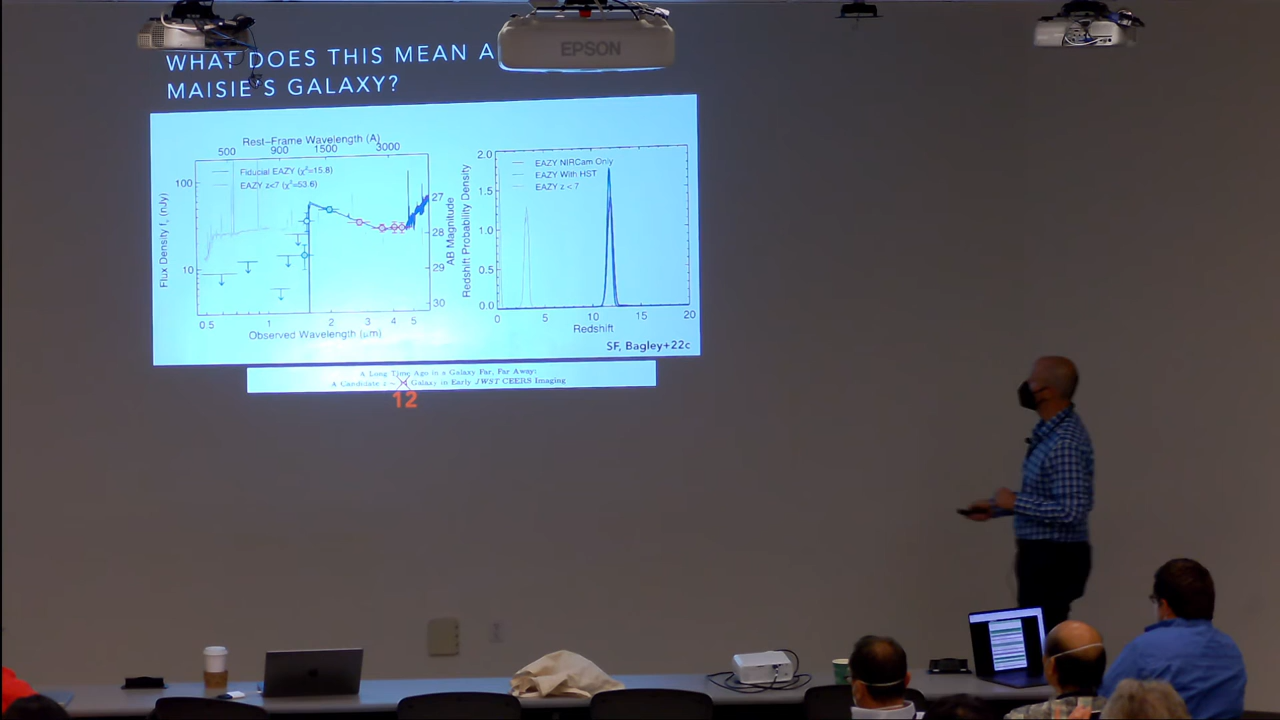 EPSON
WHAT DOES THIS MEAN A
MAISIE'S GALAXY?
Rest-Frame Wavelength (A)
500 900 1500 3000
Fiducial EAZY (χ²=15.8)
EAZY z<7 (χ²=53.6)
100
10
Flux Density fν (nJy)
27
28
29
30
AB Magnitude
0.5 1 2 3 4 5
Observed Wavelength (μm)
2.0
1.5
1.0
0.5
0.0
Redshift Probability Density
EAZY NIRCam Only
EAZY With HST
EAZY z < 7
0 5 10 15 20
Redshift
SF, Bagley+22c
A Long Time Ago in a Galaxy Far, Far Away:
A Candidate z ~ Galaxy in Early JWST CEERS Imaging
12